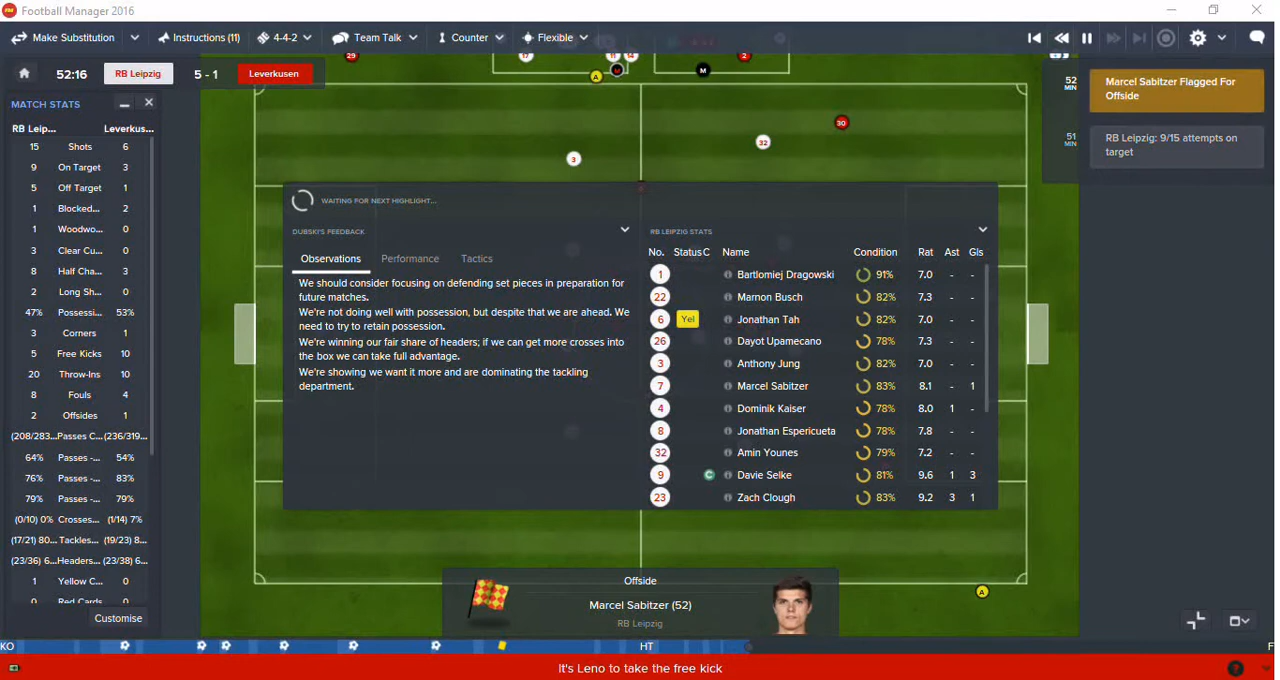 Football Manager 2016
Make Substitution
Instructions (11)
4-4-2
Team Talk
Counter
Flexible
52:16
RB Leipzig
5 - 1
Leverkusen
MATCH STATS
RB Leip... Leverkus...
15 Shots 6
9 On Target 3
5 Off Target 1
1 Blocked... 2
1 Woodwo... 0
3 Clear Cu... 0
8 Half Cha... 3
2 Long Sh... 0
47% Possessi... 53%
3 Corners 1
5 Free Kicks 10
20 Throw-Ins 10
8 Fouls 4
2 Offsides 1
(208/283... Passes C... (236/319...
64% Passes -... 54%
76% Passes -... 83%
79% Passes -... 79%
(0/10) 0% Crosses... (1/14) 7%
(17/21) 80... Tackles... (19/23) 8...
(23/36) 6... Headers... (23/38) 6...
1 Yellow C... 0
0 Red Cards 0
Customise
29
17
11
14
2
A
M
M
30
32
3
A
52
MIN
Marcel Sabitzer Flagged For
Offside
51
MIN
RB Leipzig: 9/15 attempts on
target
WAITING FOR NEXT HIGHLIGHT...
DUBSKI'S FEEDBACK
Observations Performance Tactics
We should consider focusing on defending set pieces in preparation for
future matches.
We're not doing well with possession, but despite that we are ahead. We
need to try to retain possession.
We're winning our fair share of headers; if we can get more crosses into
the box we can take full advantage.
We're showing we want it more and are dominating the tackling
department.
RB LEIPZIG STATS
No. Status C Name Condition Rat Ast Gls
1 Bartlomiej Dragowski 91% 7.0 - -
22 Marnon Busch 82% 7.3 - -
6 Yel Jonathan Tah 82% 7.0 - -
26 Dayot Upamecano 78% 7.3 - -
3 Anthony Jung 82% 7.0 - -
7 Marcel Sabitzer 83% 8.1 - 1
4 Dominik Kaiser 78% 8.0 1 -
8 Jonathan Espericueta 78% 7.8 - -
32 Amin Younes 79% 7.2 - -
9 C Davie Selke 81% 9.6 1 3
23 Zach Clough 83% 9.2 3 1
Offside
Marcel Sabitzer (52)
RB Leipzig
KO
HT
F
It's Leno to take the free kick